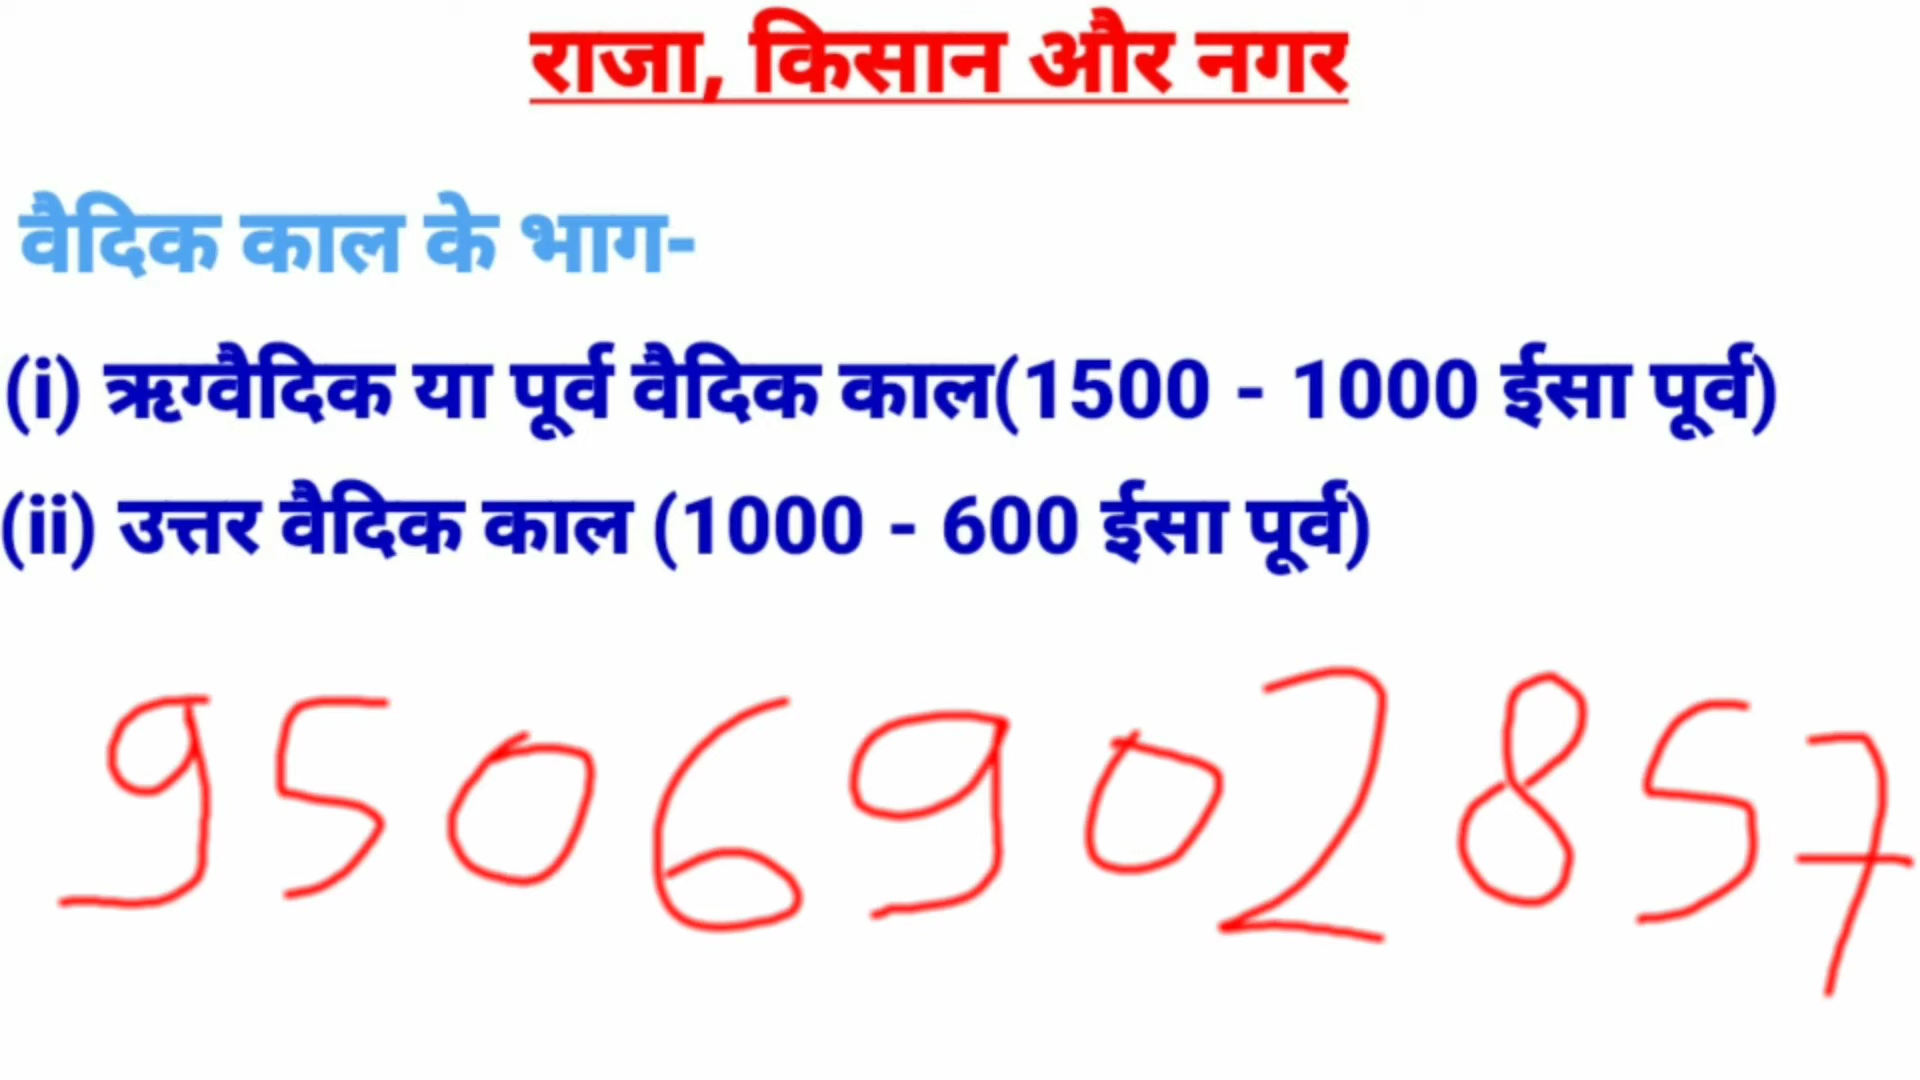 राजा, किसान और नगर
वैदिक काल के भाग-
(i) ऋग्वैदिक या पूर्व वैदिक काल(1500 - 1000 ईसा पूर्व)
(ii) उत्तर वैदिक काल (1000 - 600 ईसा पूर्व)
9506902857